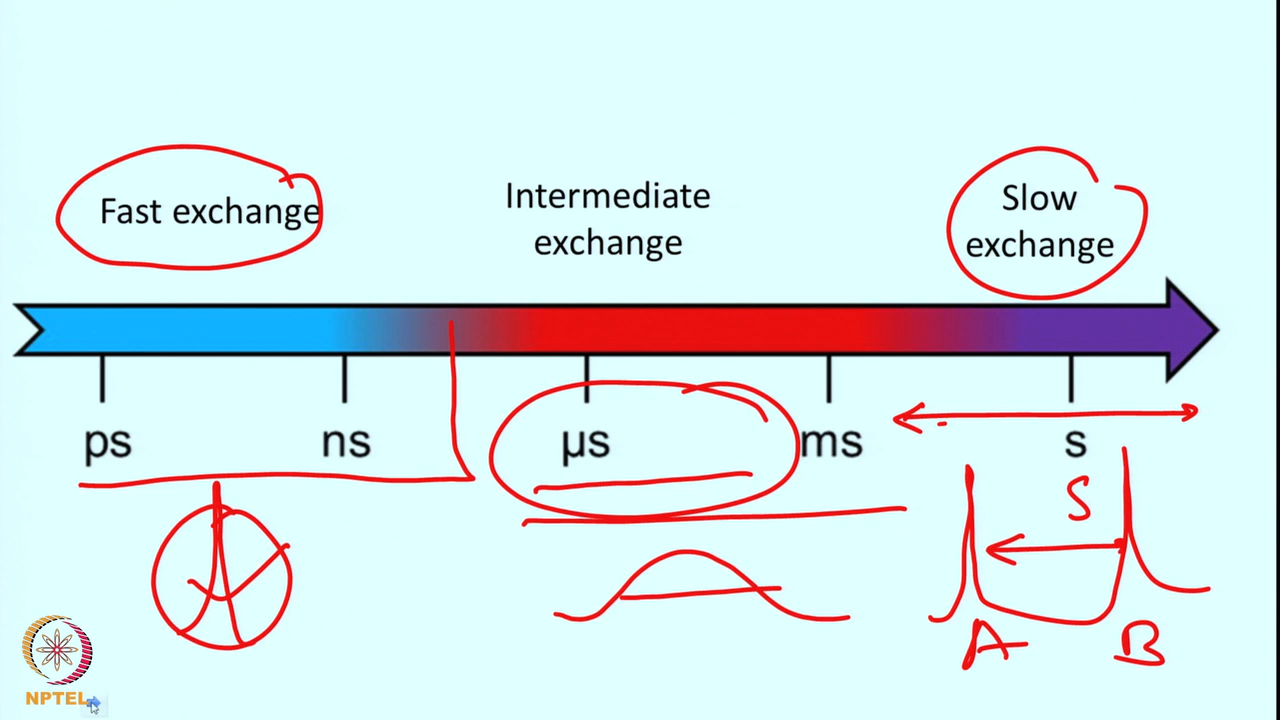 Fast exchange
Intermediate
exchange
Slow
exchange
ps
ns
µs
ms
s
S
A
B
NPTEL